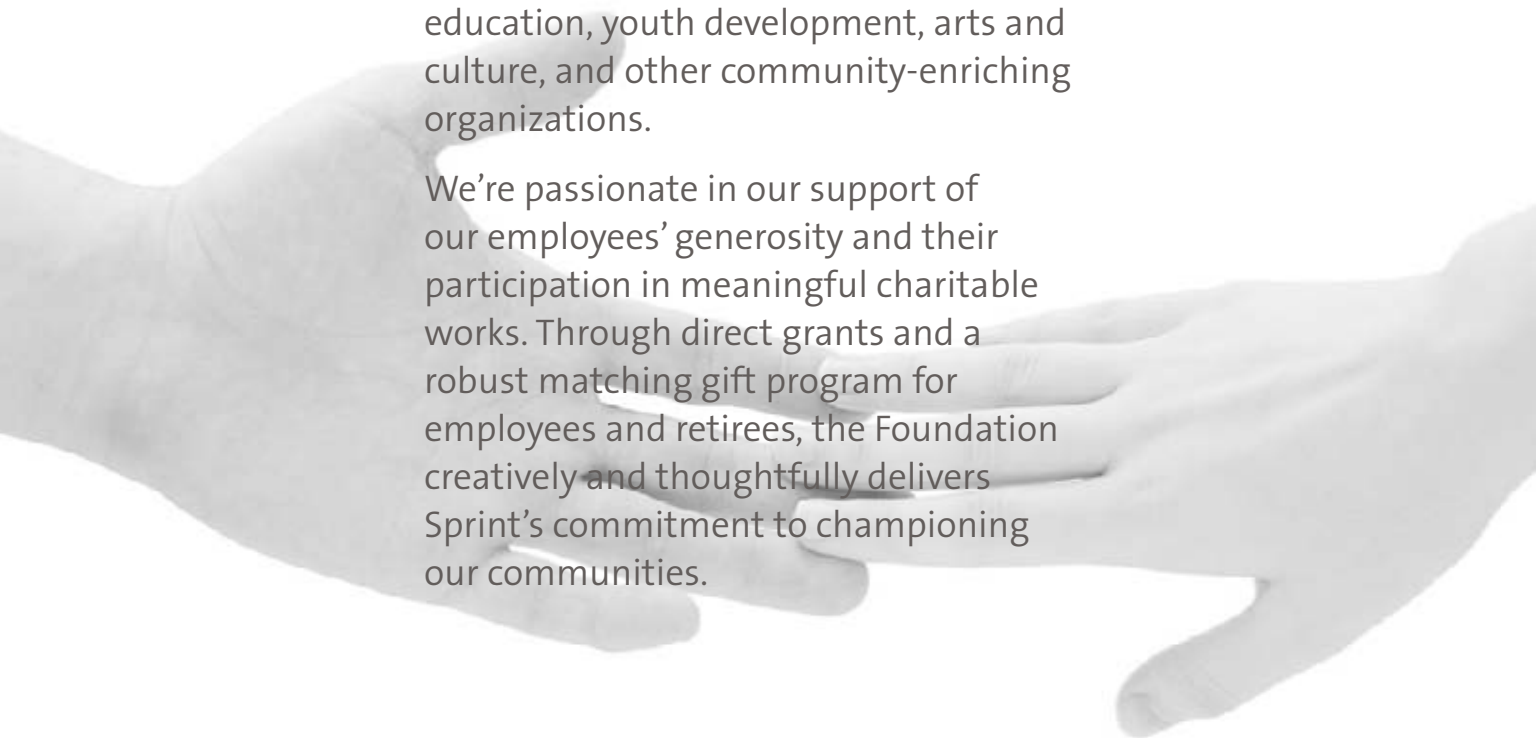 education, youth development, arts and
culture, and other community-enriching
organizations.
We’re passionate in our support of
our employees’ generosity and their
participation in meaningful charitable
works. Through direct grants and a
robust matching gift program for
employees and retirees, the Foundation
creatively and thoughtfully delivers
Sprint’s commitment to championing
our communities.